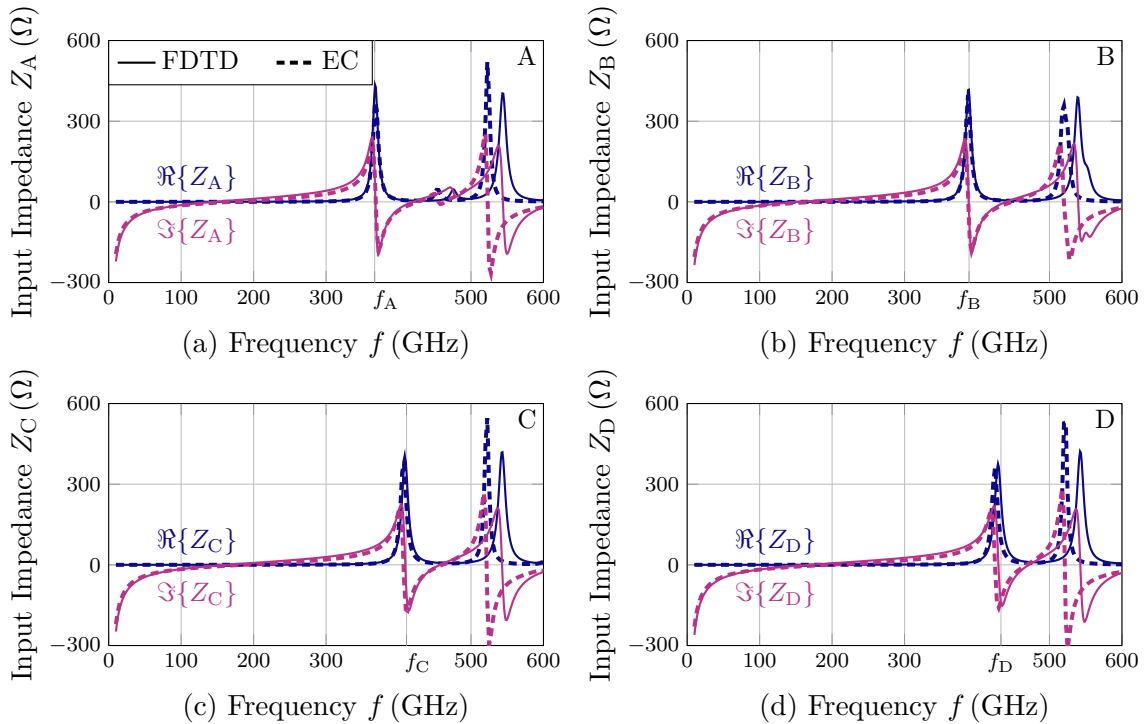 Input Impedance Z_A (Ω)
600
300
0
−300
FDTD EC
A
ℜ{Z_A}
ℑ{Z_A}
0 100 200 300 f_A 500 600
(a) Frequency f (GHz)
Input Impedance Z_B (Ω)
600
300
0
−300
B
ℜ{Z_B}
ℑ{Z_B}
0 100 200 300 f_B 500 600
(b) Frequency f (GHz)
Input Impedance Z_C (Ω)
600
300
0
−300
C
ℜ{Z_C}
ℑ{Z_C}
0 100 200 300 f_C 500 600
(c) Frequency f (GHz)
Input Impedance Z_D (Ω)
600
300
0
−300
D
ℜ{Z_D}
ℑ{Z_D}
0 100 200 300 f_D 500 600
(d) Frequency f (GHz)